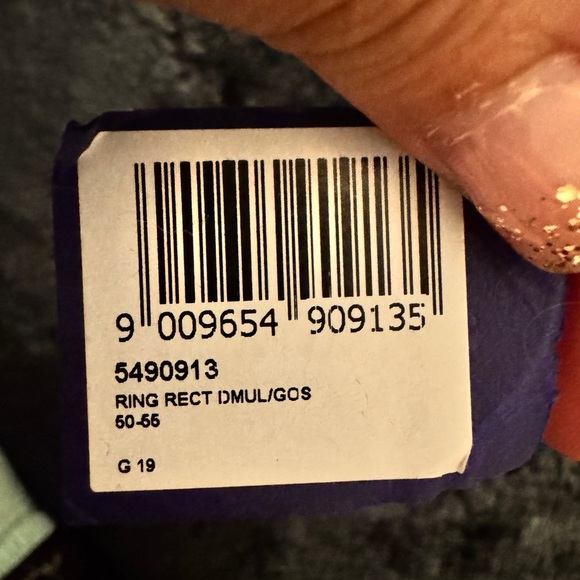 9 009654 909135
5490913
RING RECT DMUL/GOS
50-55
G 19